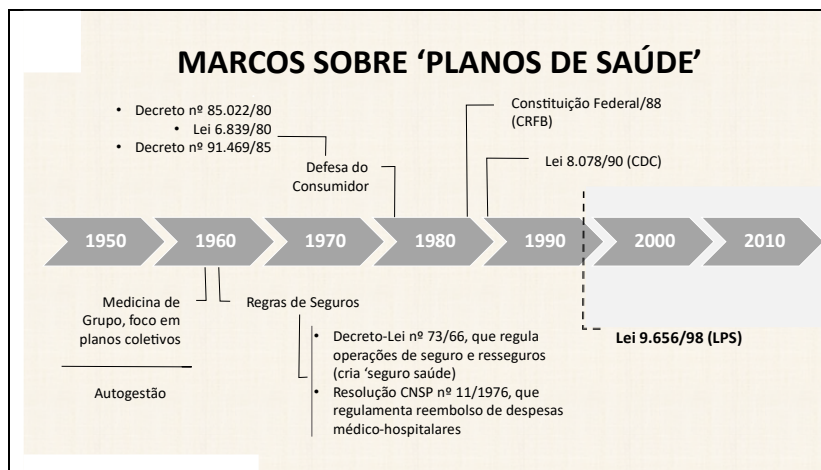 MARCOS SOBRE ‘PLANOS DE SAÚDE’
• Decreto nº 85.022/80
• Lei 6.839/80
• Decreto nº 91.469/85
Defesa do
Consumidor
Constituição Federal/88
(CRFB)
Lei 8.078/90 (CDC)
1950
1960
1970
1980
1990
2000
2010
Medicina de
Grupo, foco em
planos coletivos
Autogestão
Regras de Seguros
• Decreto-Lei nº 73/66, que regula
operações de seguro e resseguros
(cria ‘seguro saúde)
• Resolução CNSP nº 11/1976, que
regulamenta reembolso de despesas
médico-hospitalares
Lei 9.656/98 (LPS)